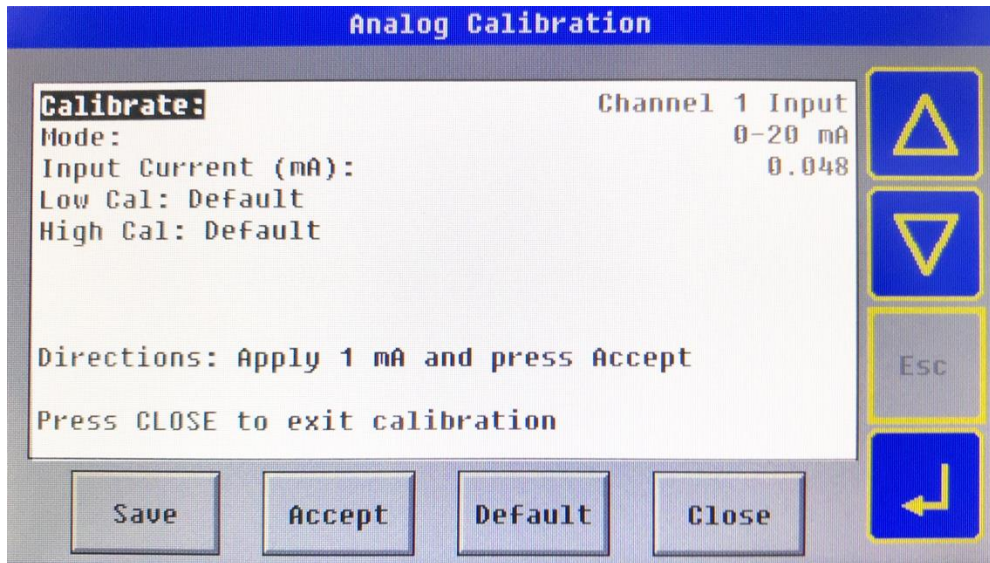 Analog Calibration
Calibrate: Channel 1 Input
Mode: 0-20 mA
Input Current (mA): 0.048
Low Cal: Default
High Cal: Default
Directions: Apply 1 mA and press Accept
Esc
Press CLOSE to exit calibration
Save Accept Default Close